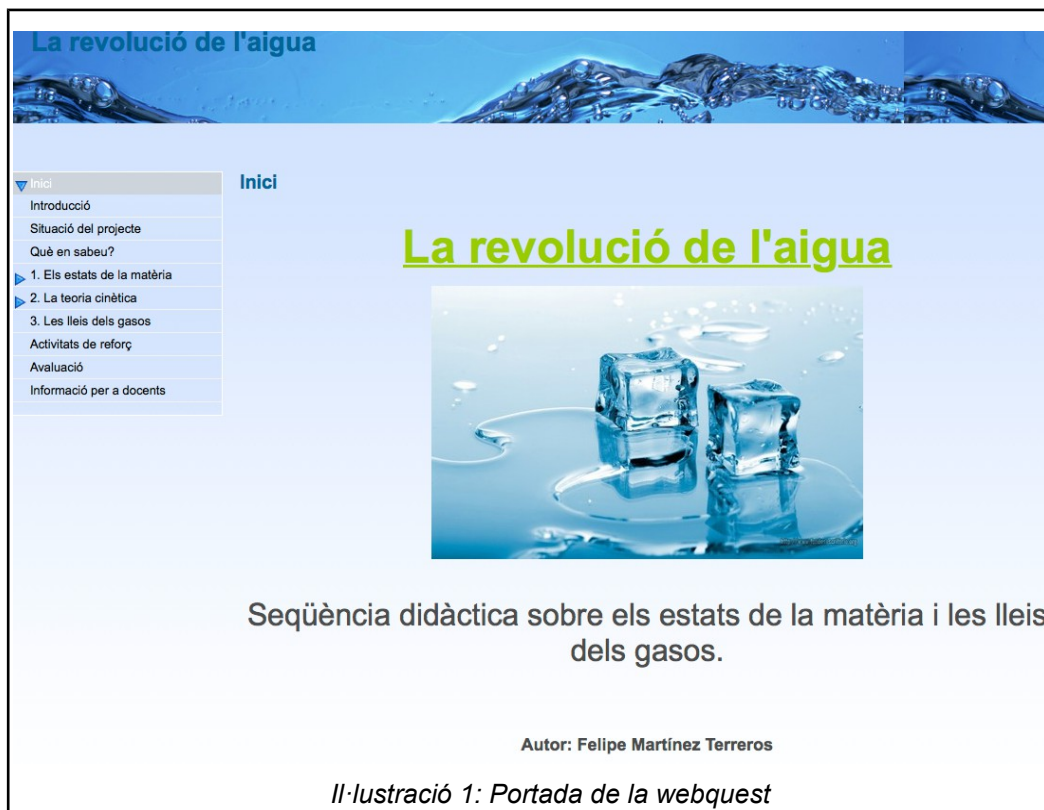 La revolució de l'aigua
Inici
Introducció
Situació del projecte
Què en sabeu?
1. Els estats de la matèria
2. La teoria cinètica
3. Les lleis dels gasos
Activitats de reforç
Avaluació
Informació per a docents
Inici
La revolució de l'aigua
Seqüència didàctica sobre els estats de la matèria i les lleis
dels gasos.
Autor: Felipe Martínez Terreros
Il·lustració 1: Portada de la webquest